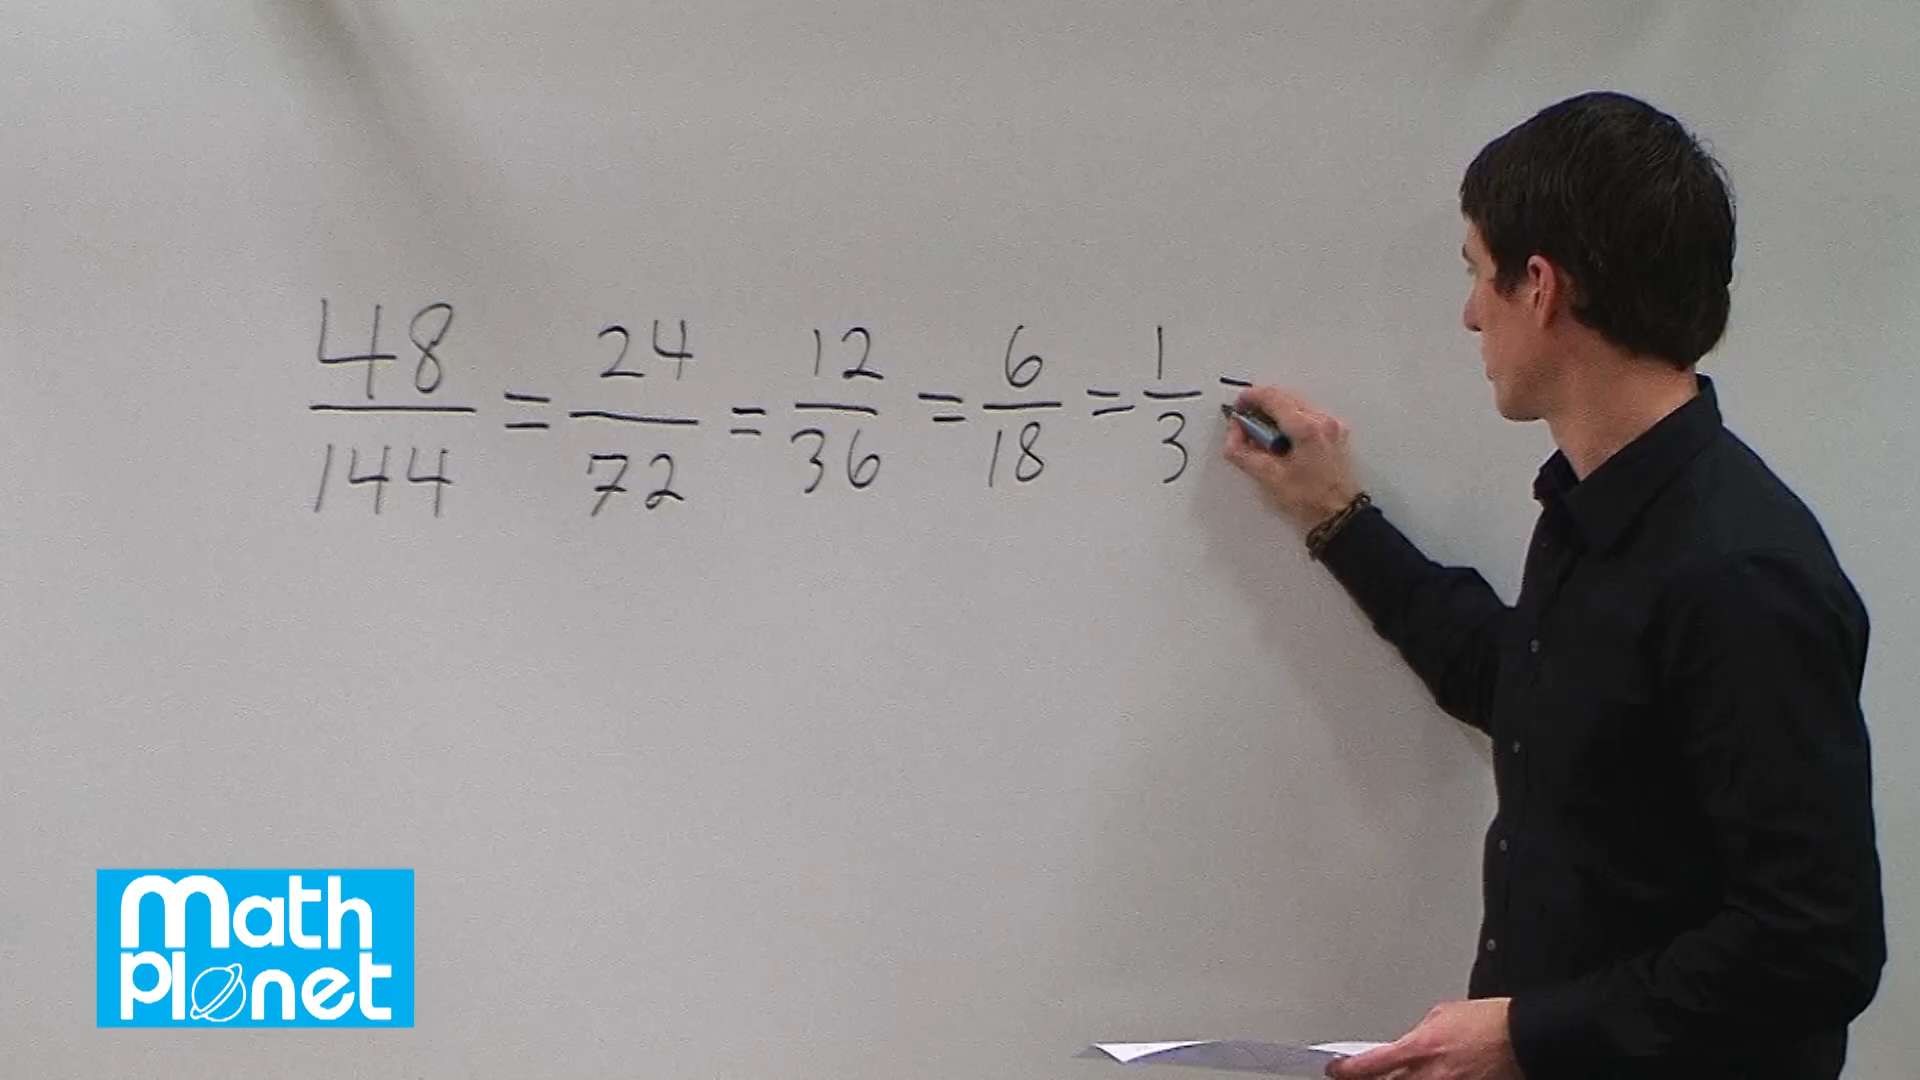 48/144 = 24/72 = 12/36 = 6/18 = 1/3 =
math
planet